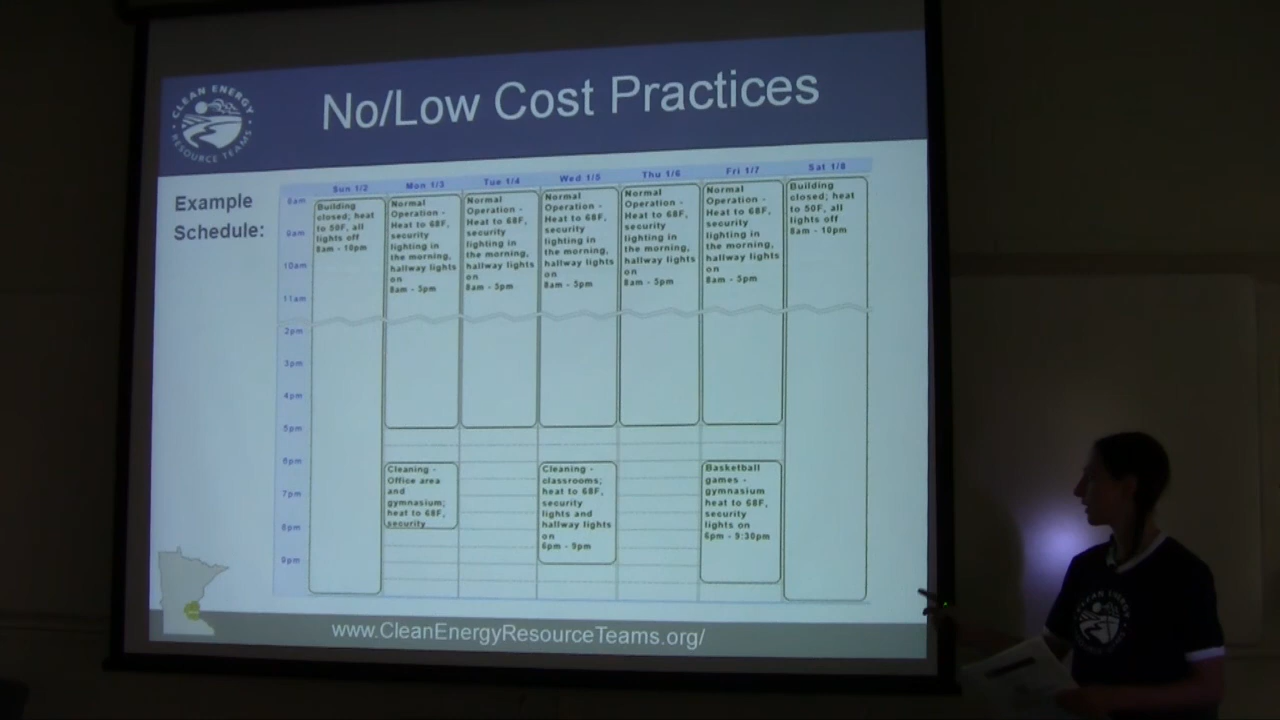 CLEAN ENERGY
RESOURCE TEAMS
No/Low Cost Practices
Example
Schedule:
Sun 1/2
Mon 1/3
Tue 1/4
Wed 1/5
Thu 1/6
Fri 1/7
Sat 1/8
8am
9am
10am
11am
2pm
3pm
4pm
5pm
6pm
7pm
8pm
9pm
Building
closed; heat
to 50F, all
lights off
8am - 10pm
Normal
Operation -
Heat to 68F,
security
lighting in
the morning,
hallway lights
on
8am - 5pm
Normal
Operation -
Heat to 68F,
security
lighting in
the morning,
hallway lights
on
8am - 5pm
Normal
Operation -
Heat to 68F,
security
lighting in
the morning,
hallway lights
on
8am - 5pm
Normal
Operation -
Heat to 68F,
security
lighting in
the morning,
hallway lights
on
8am - 5pm
Normal
Operation -
Heat to 68F,
security
lighting in
the morning,
hallway lights
on
8am - 5pm
Building
closed; heat
to 50F, all
lights off
8am - 10pm
Cleaning -
Office area
and
gymnasium;
heat to 68F,
security
Cleaning -
classrooms;
heat to 68F,
security
lights and
hallway lights
on
6pm - 9pm
Basketball
games -
gymnasium
heat to 68F,
security
lights on
6pm - 9:30pm
www.CleanEnergyResourceTeams.org/
CLEAN ENERGY